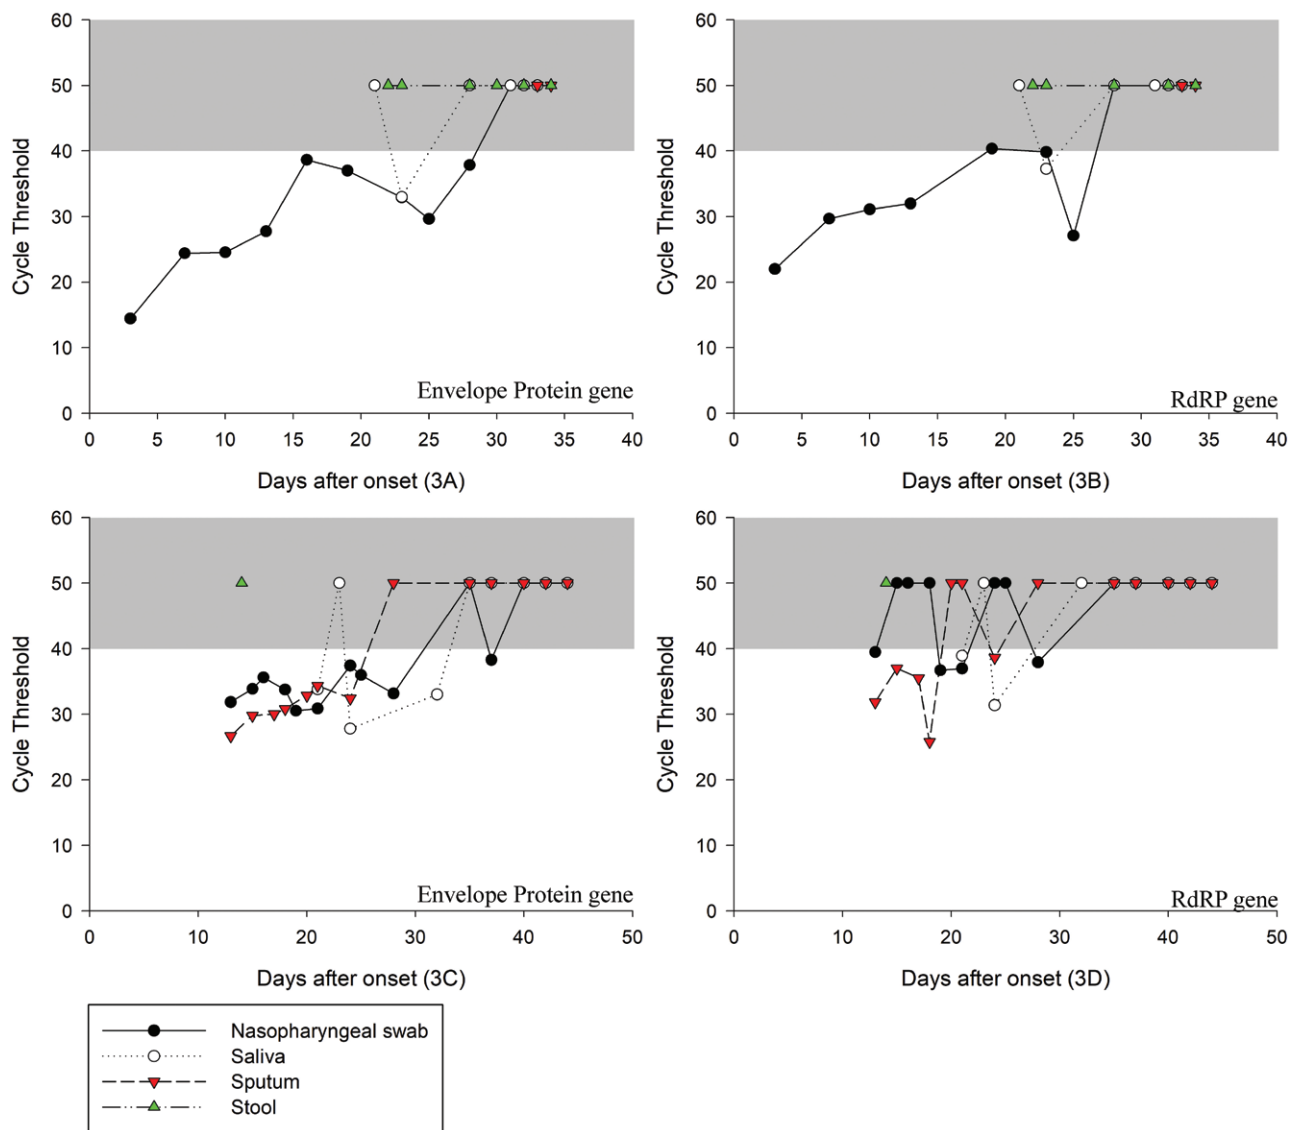 60
50
40
30
20
10
0
Cycle Threshold
Envelope Protein gene
0 5 10 15 20 25 30 35 40
Days after onset (3A)
60
50
40
30
20
10
0
Cycle Threshold
RdRP gene
0 5 10 15 20 25 30 35 40
Days after onset (3B)
60
50
40
30
20
10
0
Cycle Threshold
Envelope Protein gene
0 10 20 30 40 50
Days after onset (3C)
60
50
40
30
20
10
0
Cycle Threshold
RdRP gene
0 10 20 30 40 50
Days after onset (3D)
Nasopharyngeal swab
Saliva
Sputum
Stool